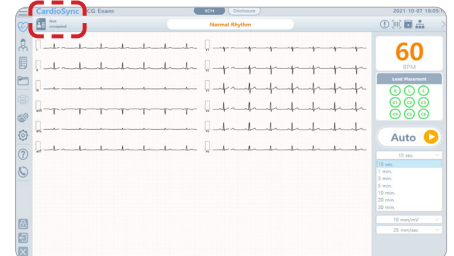 CardioSync CG Exam
ECM Disclosure
2021-10-07 18:05
Not
accepted
Normal Rhythm
60
BPM
Lead Placement
R L F
C1 C2 C3
C4 C5 C6
Auto
10 sec.
10 sec.
1 min.
3 min.
5 min.
10 min.
20 min.
30 min.
10 mm/mV
25 mm/sec